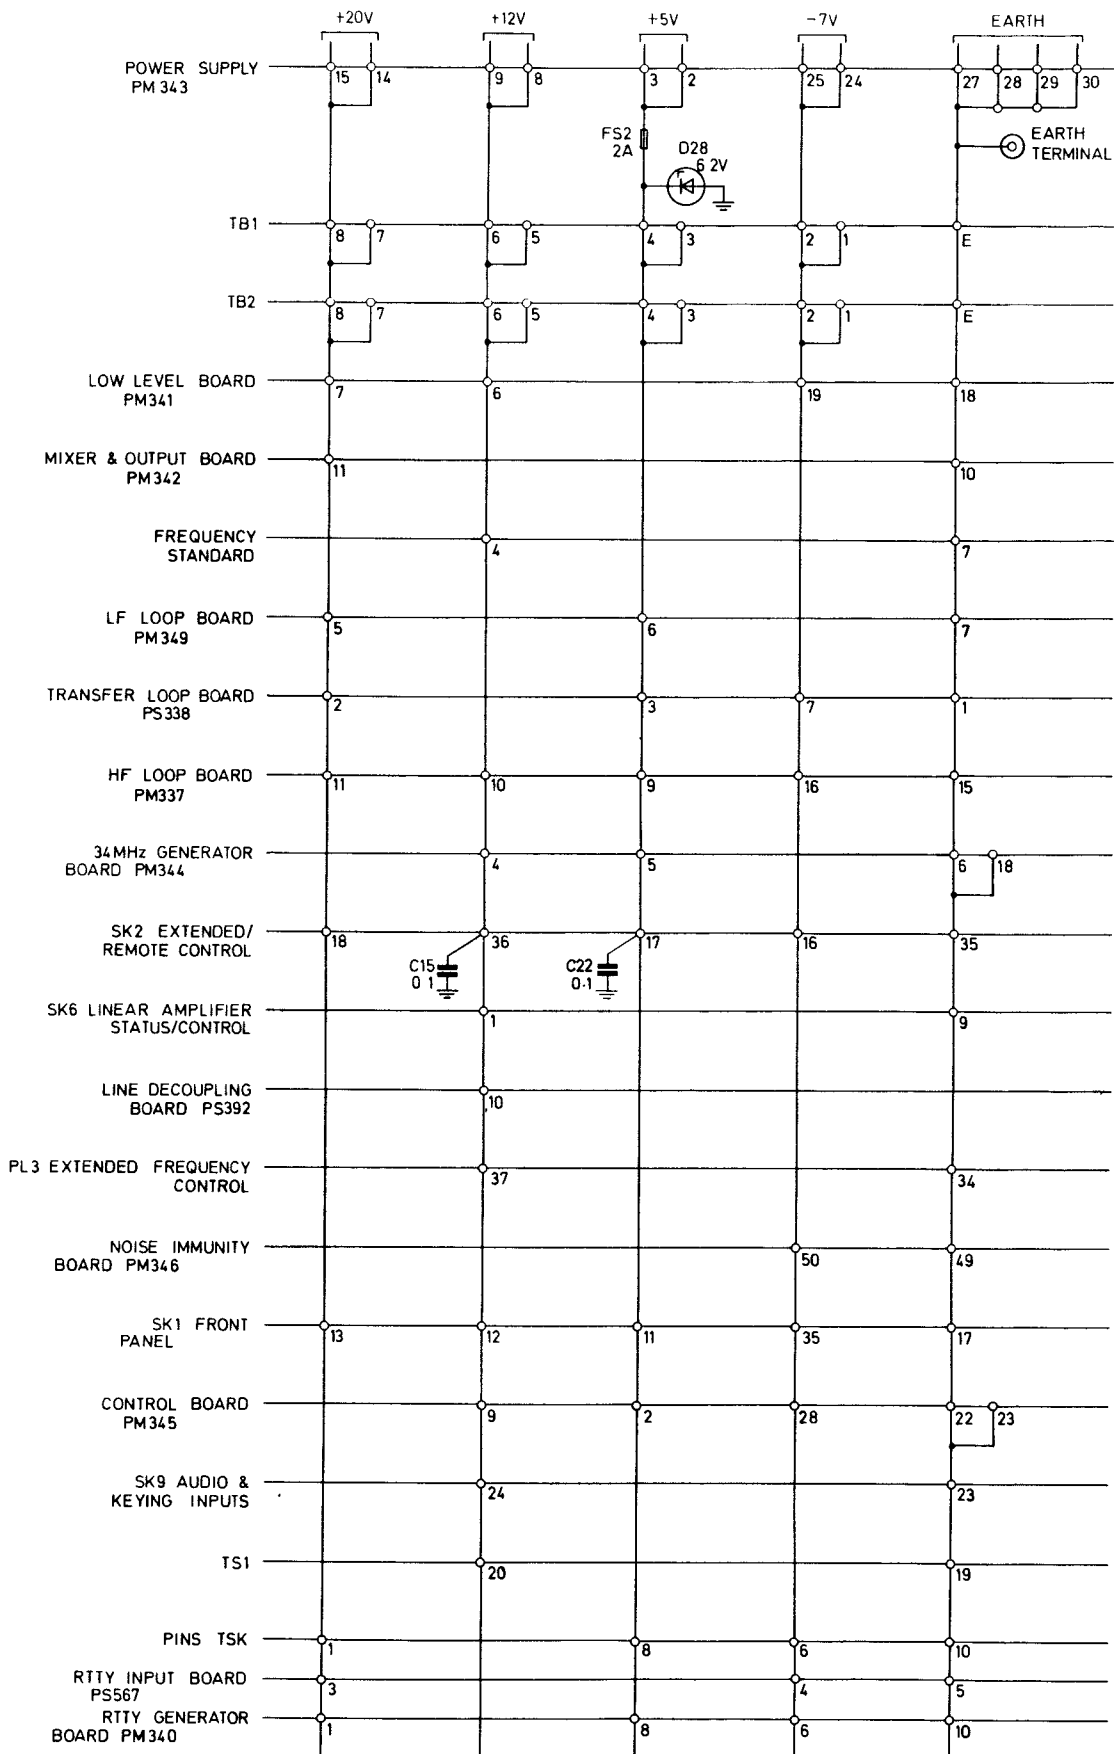 +20V +12V +5V -7V EARTH
POWER SUPPLY 15 14 9 8 3 2 25 24 27 28 29 30
PM 343
FS2 D28 EARTH
2A 6 2V TERMINAL
TB1 8 7 6 5 4 3 2 1 E
TB2 8 7 6 5 4 3 2 1 E
LOW LEVEL BOARD 7 6 19 18
PM341
MIXER & OUTPUT BOARD 11 10
PM342
FREQUENCY 4 7
STANDARD
LF LOOP BOARD 5 6 7
PM349
TRANSFER LOOP BOARD 2 3 7 1
PS338
HF LOOP BOARD 11 10 9 16 15
PM337
34MHz GENERATOR 4 5 6 18
BOARD PM344
SK2 EXTENDED/ 18 36 17 16 35
REMOTE CONTROL
C15 C22
0 1 0·1
SK6 LINEAR AMPLIFIER 1 9
STATUS/CONTROL
LINE DECOUPLING 10
BOARD PS392
PL3 EXTENDED FREQUENCY 37 34
CONTROL
NOISE IMMUNITY 50 49
BOARD PM346
SK1 FRONT 13 12 11 35 17
PANEL
CONTROL BOARD 9 2 28 22 23
PM345
SK9 AUDIO & 24 23
KEYING INPUTS
TS1 20 19
PINS TSK 1 8 6 10
RTTY INPUT BOARD 3 4 5
PS567
RTTY GENERATOR 1 8 6 10
BOARD PM340